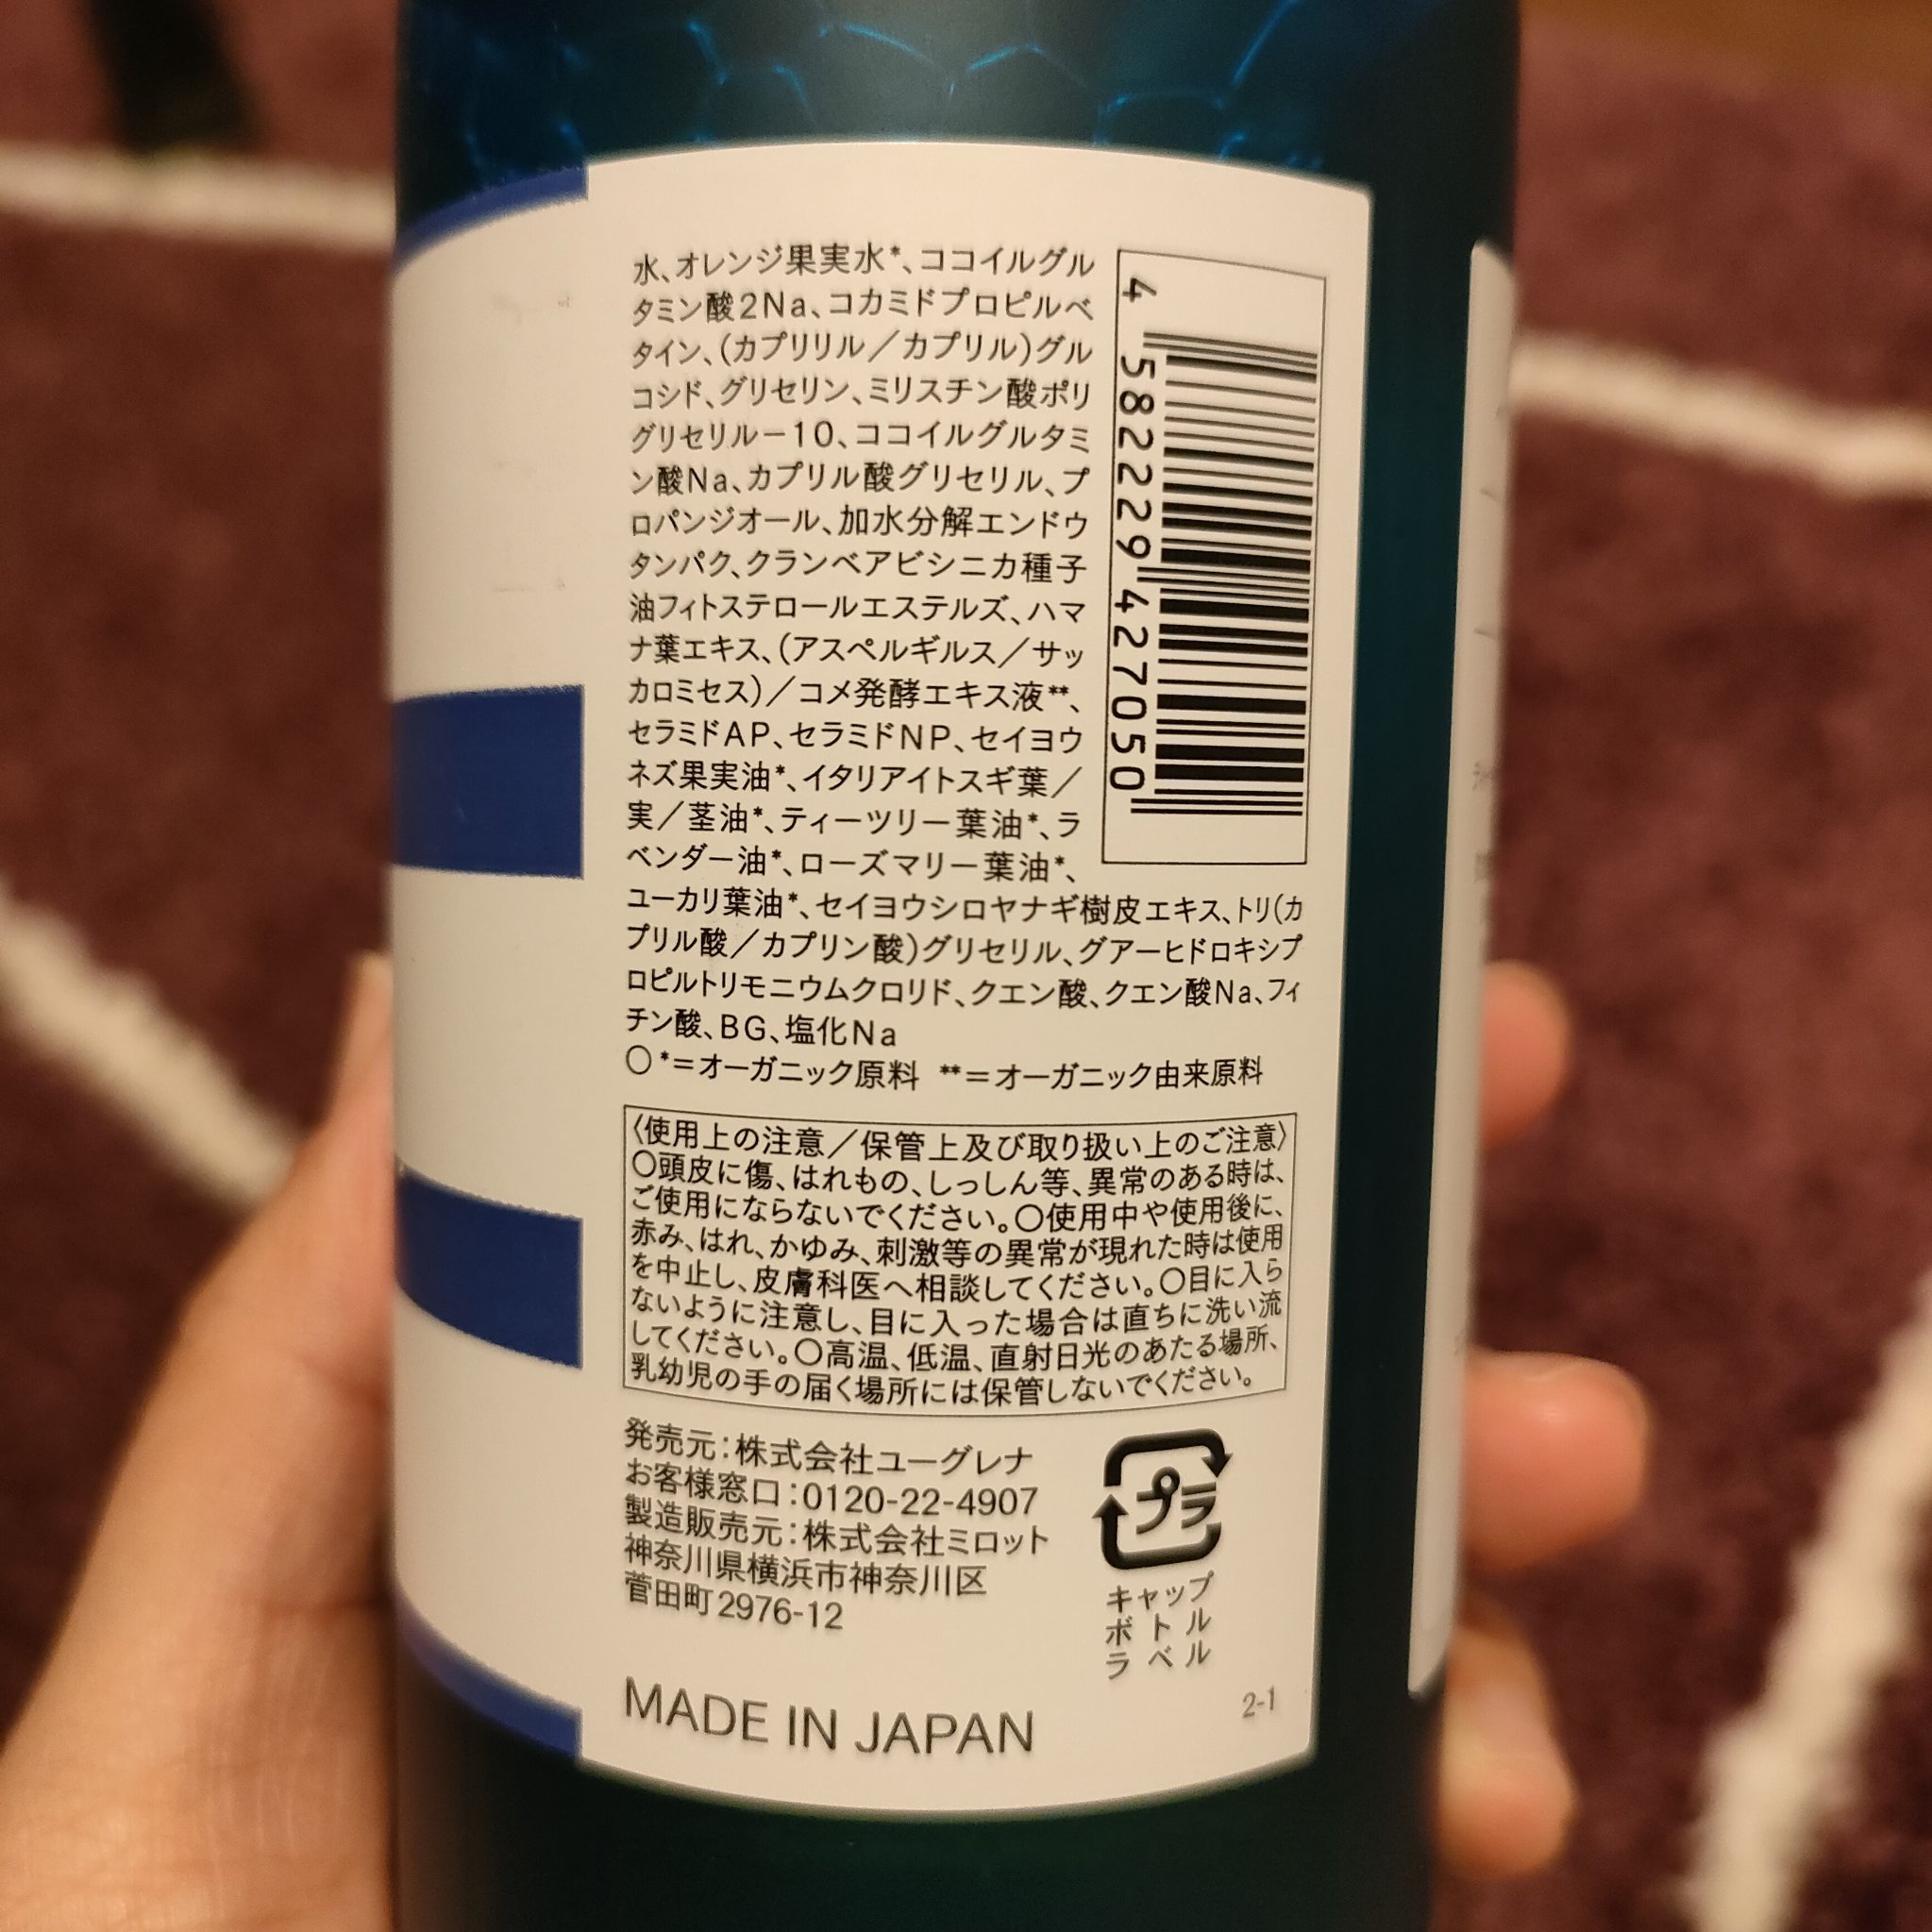 水、オレンジ果実水*、ココイルグル
タミン酸2Na、コカミドプロピルベ
タイン、(カプリリル／カプリル)グル
コシド、グリセリン、ミリスチン酸ポリ
グリセリル－10、ココイルグルタミ
ン酸Na、カプリル酸グリセリル、プ
ロパンジオール、加水分解エンドウ
タンパク、クランベアビシニカ種子
油フィトステロールエステルズ、ハマ
ナ葉エキス、(アスペルギルス／サッ
カロミセス)／コメ発酵エキス液**、
セラミドAP、セラミドNP、セイヨウ
ネズ果実油*、イタリアイトスギ葉／
実／茎油*、ティーツリー葉油*、ラ
ベンダー油*、ローズマリー葉油*、
ユーカリ葉油*、セイヨウシロヤナギ樹皮エキス、トリ(カ
プリル酸／カプリン酸)グリセリル、グアーヒドロキシプ
ロピルトリモニウムクロリド、クエン酸、クエン酸Na、フィ
チン酸、BG、塩化Na
○*＝オーガニック原料 **＝オーガニック由来原料
4 582229 427050
〈使用上の注意／保管上及び取り扱い上のご注意〉
○頭皮に傷、はれもの、しっしん等、異常のある時は、
ご使用にならないでください。○使用中や使用後に、
赤み、はれ、かゆみ、刺激等の異常が現れた時は使用
を中止し、皮膚科医へ相談してください。○目に入ら
ないように注意し、目に入った場合は直ちに洗い流
してください。○高温、低温、直射日光のあたる場所、
乳幼児の手の届く場所には保管しないでください。
発売元：株式会社ユーグレナ
お客様窓口：0120-22-4907
製造販売元：株式会社ミロット
神奈川県横浜市神奈川区
菅田町2976-12
プラ
キャップ
ボトル
ラベル
MADE IN JAPAN
2-1